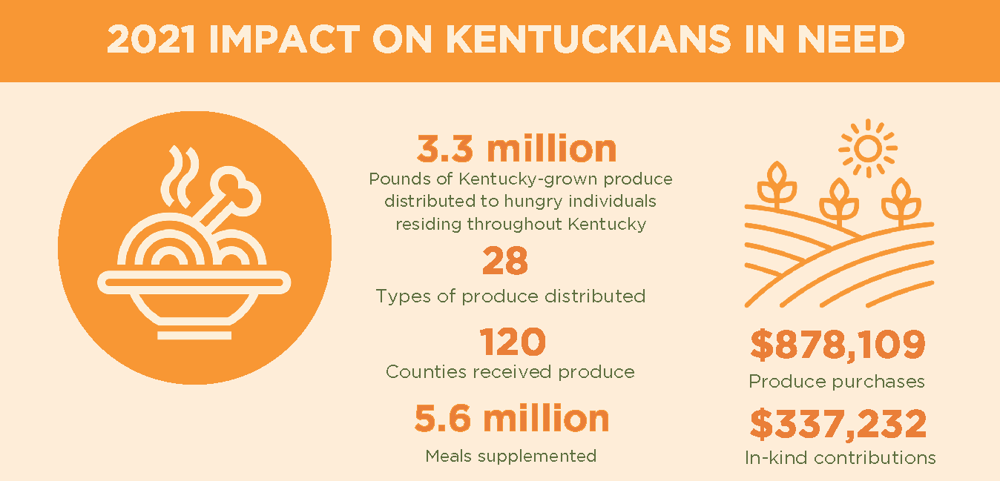 2021 IMPACT ON KENTUCKIANS IN NEED
3.3 million
Pounds of Kentucky-grown produce
distributed to hungry individuals
residing throughout Kentucky
28
Types of produce distributed
120
Counties received produce
5.6 million
Meals supplemented
$878,109
Produce purchases
$337,232
In-kind contributions